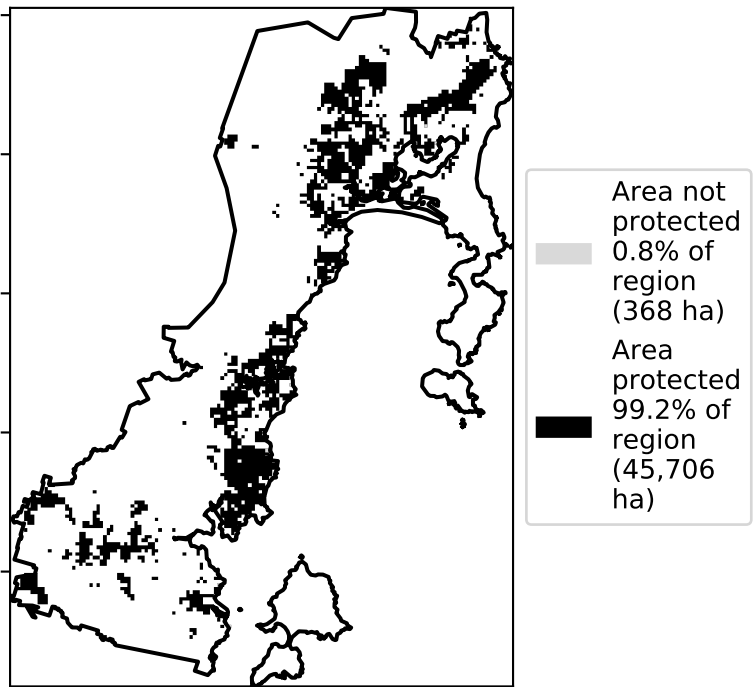 Area not
protected
0.8% of
region
(368 ha)
Area
protected
99.2% of
region
(45,706
ha)